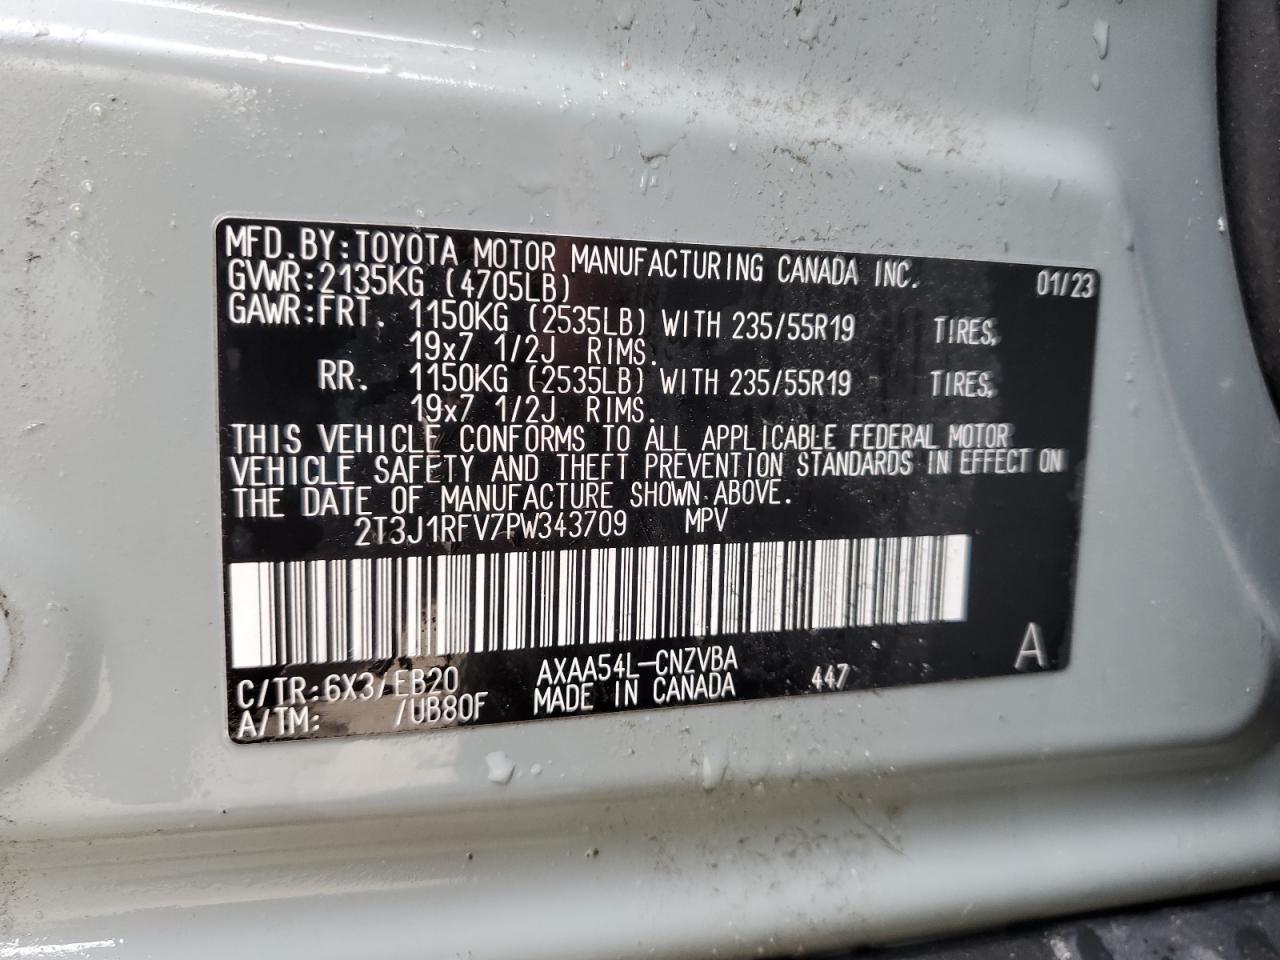 MFD.BY:TOYOTA MOTOR MANUFACTURING CANADA INC.
GVWR:2135KG (4705LB) 01/23
GAWR:FRT. 1150KG (2535LB) WITH 235/55R19 TIRES,
19x7 1/2J RIMS.
RR. 1150KG (2535LB) WITH 235/55R19 TIRES,
19x7 1/2J RIMS.
THIS VEHICLE CONFORMS TO ALL APPLICABLE FEDERAL MOTOR
VEHICLE SAFETY AND THEFT PREVENTION STANDARDS IN EFFECT ON
THE DATE OF MANUFACTURE SHOWN ABOVE.
2T3J1RFV7PW343709 MPV
C/TR:6X3/EB20 AXAA54L-CNZVBA 447 A
A/TM: /UB80F MADE IN CANADA